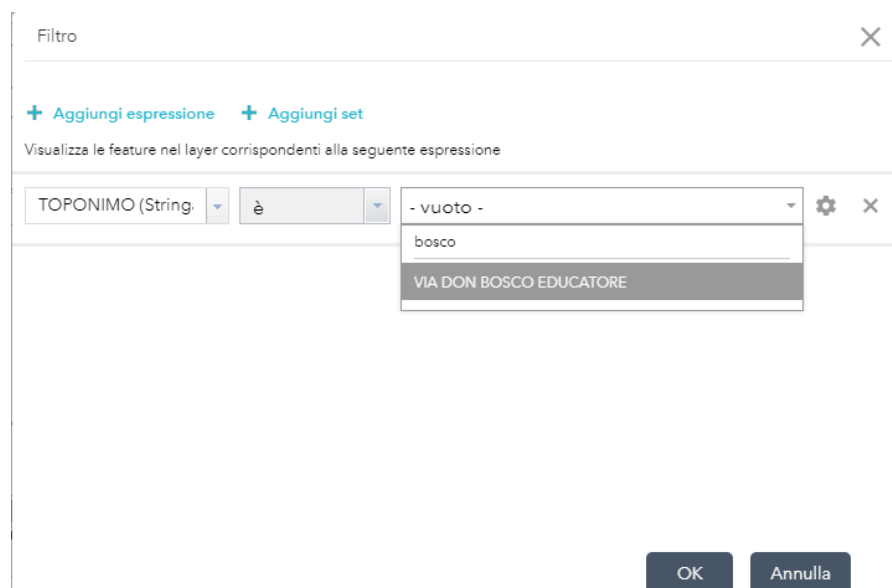 Filtro
+ Aggiungi espressione + Aggiungi set
Visualizza le feature nel layer corrispondenti alla seguente espressione
TOPONIMO (String: è - vuoto -
bosco
VIA DON BOSCO EDUCATORE
OK Annulla